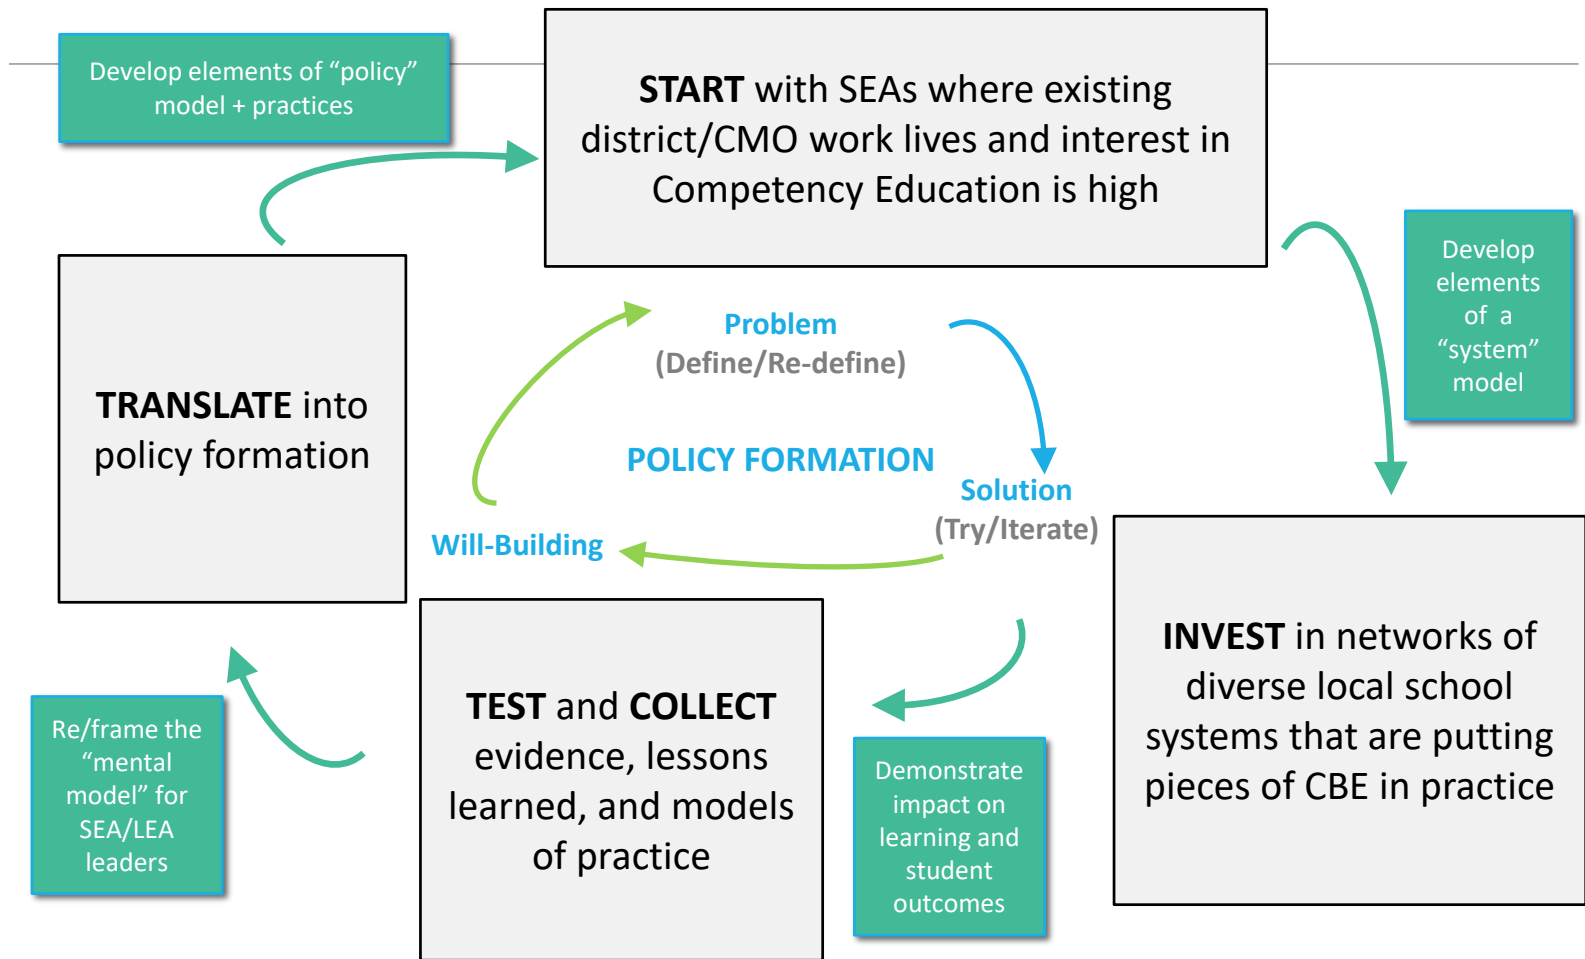 Develop elements of “policy”
model + practices
START with SEAs where existing
district/CMO work lives and interest in
Competency Education is high
Develop
elements
of a
“system”
model
TRANSLATE into
policy formation
Problem
(Define/Re-define)
POLICY FORMATION
Solution
(Try/Iterate)
Will-Building
INVEST in networks of
diverse local school
systems that are putting
pieces of CBE in practice
TEST and COLLECT
evidence, lessons
learned, and models
of practice
Demonstrate
impact on
learning and
student
outcomes
Re/frame the
“mental
model” for
SEA/LEA
leaders